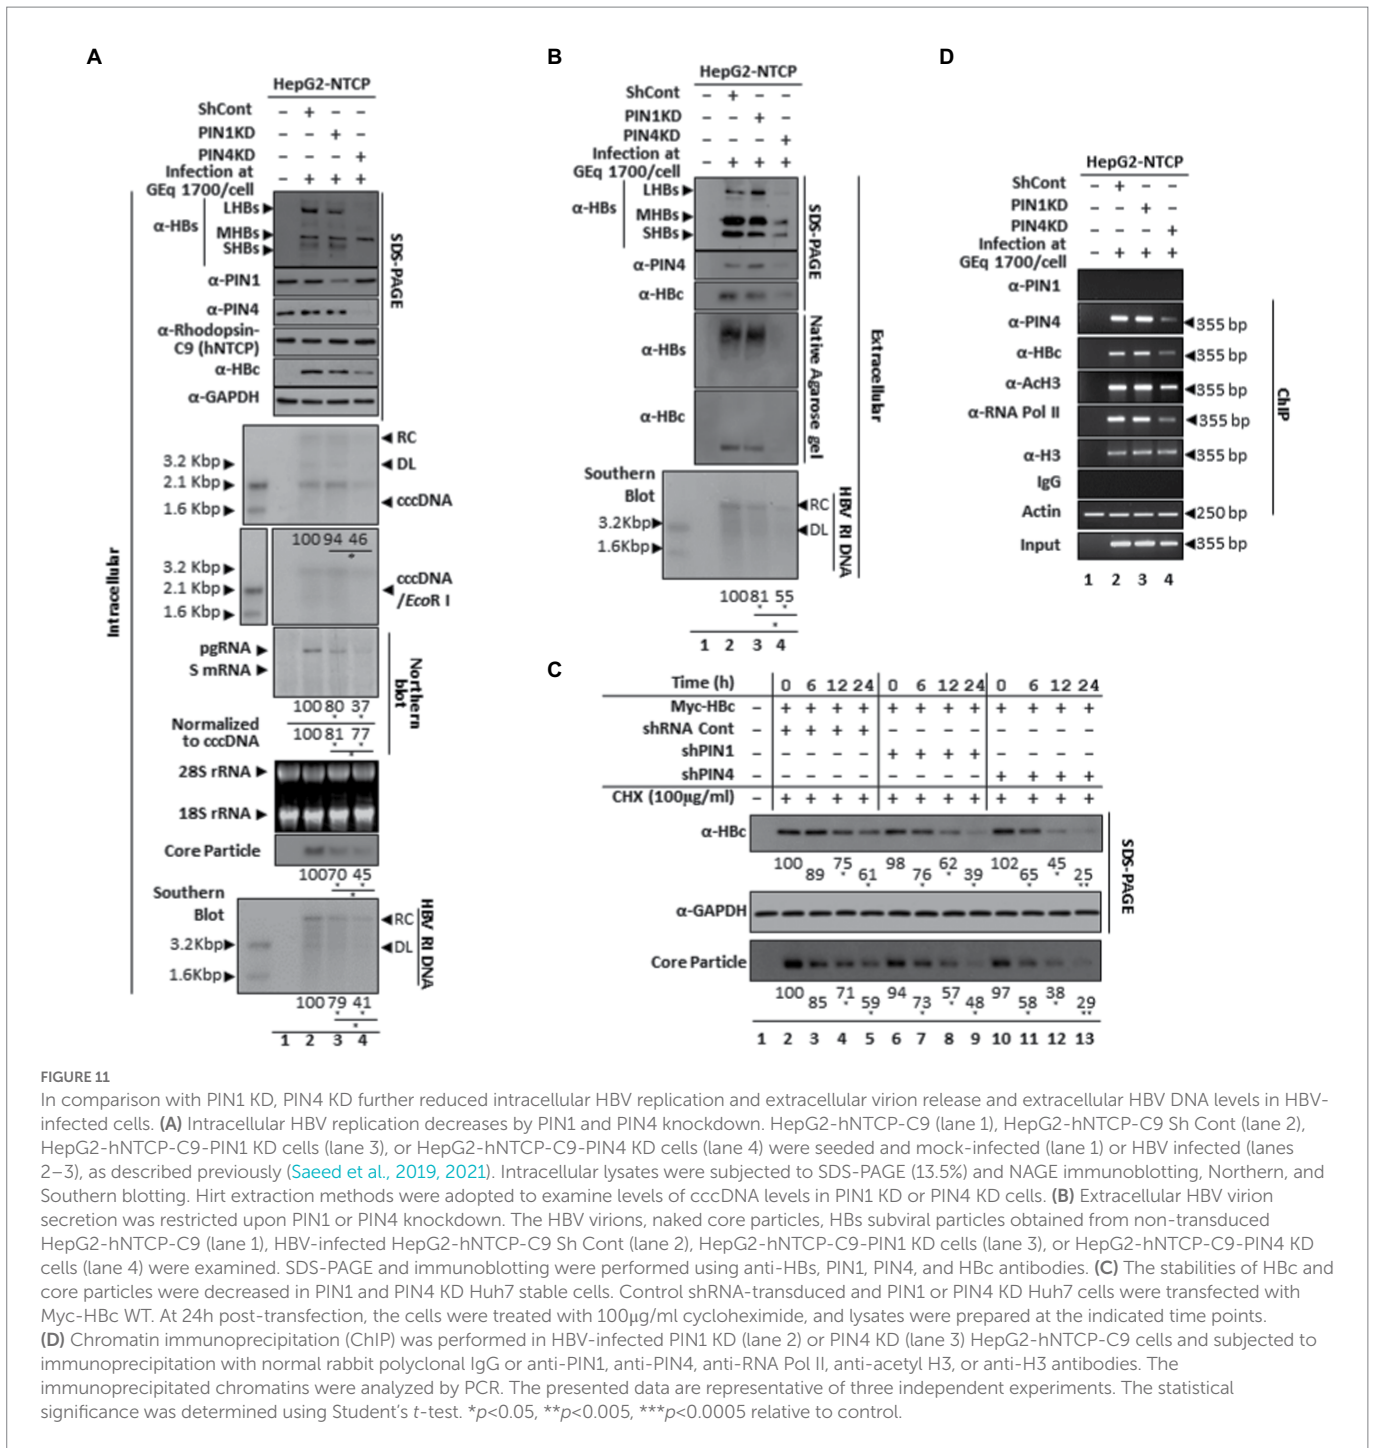 A
HepG2-NTCP
ShCont - + - -
PIN1KD - - + -
PIN4KD - - - +
Infection at
GEq 1700/cell - + + +
α-HBs
LHBs
MHBs
SHBs
α-PIN1
α-PIN4
α-Rhodopsin-
C9 (hNTCP)
α-HBc
α-GAPDH
SDS-PAGE
RC
3.2 Kbp DL
2.1 Kbp
cccDNA
1.6 Kbp
100 94 46
*
3.2 Kbp
cccDNA
2.1 Kbp
/EcoR I
1.6 Kbp
pgRNA
S mRNA
Northern
blot
100 80 37
* *
Normalized
to cccDNA
100 81 77
* *
*
28S rRNA
18S rRNA
Core Particle
100 70 45
* *
*
Southern
Blot
RC
3.2Kbp DL
1.6Kbp
HBV RI DNA
100 79 41
* *
*
1 2 3 4
Intracellular
B
HepG2-NTCP
ShCont - + - -
PIN1KD - - + -
PIN4KD - - - +
Infection at
GEq 1700/cell - + + +
α-HBs
LHBs
MHBs
SHBs
α-PIN4
α-HBc
SDS-PAGE
α-HBs
α-HBc
Native Agarose gel
Southern
Blot
RC
3.2Kbp DL
1.6Kbp
HBV RI DNA
100 81 55
* *
*
1 2 3 4
Extracellular
D
HepG2-NTCP
ShCont - + - -
PIN1KD - - + -
PIN4KD - - - +
Infection at
GEq 1700/cell - + + +
α-PIN1
α-PIN4 355 bp
α-HBc 355 bp
α-AcH3 355 bp
α-RNA Pol II 355 bp
α-H3 355 bp
IgG
Actin 250 bp
Input 355 bp
ChIP
1 2 3 4
C
Time (h) 0 6 12 24 0 6 12 24 0 6 12 24
Myc-HBc - + + + + + + + + + + + +
shRNA Cont - + + + + - - - - - - - -
shPIN1 - - - - - + + + + - - - -
shPIN4 - - - - - - - - - + + + +
CHX (100µg/ml) - + + + + + + + + + + + +
α-HBc
100 89 75 61 98 76 62 39 102 65 45 25
* * * * * * * **
α-GAPDH
SDS-PAGE
Core Particle
100 85 71 59 94 73 57 48 97 58 38 29
* * * * * * * **
1 2 3 4 5 6 7 8 9 10 11 12 13
FIGURE 11
In comparison with PIN1 KD, PIN4 KD further reduced intracellular HBV replication and extracellular virion release and extracellular HBV DNA levels in HBV-
infected cells. (A) Intracellular HBV replication decreases by PIN1 and PIN4 knockdown. HepG2-hNTCP-C9 (lane 1), HepG2-hNTCP-C9 Sh Cont (lane 2),
HepG2-hNTCP-C9-PIN1 KD cells (lane 3), or HepG2-hNTCP-C9-PIN4 KD cells (lane 4) were seeded and mock-infected (lane 1) or HBV infected (lanes
2–3), as described previously (Saeed et al., 2019, 2021). Intracellular lysates were subjected to SDS-PAGE (13.5%) and NAGE immunoblotting, Northern, and
Southern blotting. Hirt extraction methods were adopted to examine levels of cccDNA levels in PIN1 KD or PIN4 KD cells. (B) Extracellular HBV virion
secretion was restricted upon PIN1 or PIN4 knockdown. The HBV virions, naked core particles, HBs subviral particles obtained from non-transduced
HepG2-hNTCP-C9 (lane 1), HBV-infected HepG2-hNTCP-C9 Sh Cont (lane 2), HepG2-hNTCP-C9-PIN1 KD cells (lane 3), or HepG2-hNTCP-C9-PIN4 KD
cells (lane 4) were examined. SDS-PAGE and immunoblotting were performed using anti-HBs, PIN1, PIN4, and HBc antibodies. (C) The stabilities of HBc and
core particles were decreased in PIN1 and PIN4 KD Huh7 stable cells. Control shRNA-transduced and PIN1 or PIN4 KD Huh7 cells were transfected with
Myc-HBc WT. At 24h post-transfection, the cells were treated with 100µg/ml cycloheximide, and lysates were prepared at the indicated time points.
(D) Chromatin immunoprecipitation (ChIP) was performed in HBV-infected PIN1 KD (lane 2) or PIN4 KD (lane 3) HepG2-hNTCP-C9 cells and subjected to
immunoprecipitation with normal rabbit polyclonal IgG or anti-PIN1, anti-PIN4, anti-RNA Pol II, anti-acetyl H3, or anti-H3 antibodies. The
immunoprecipitated chromatins were analyzed by PCR. The presented data are representative of three independent experiments. The statistical
significance was determined using Student's t-test. *p<0.05, **p<0.005, ***p<0.0005 relative to control.